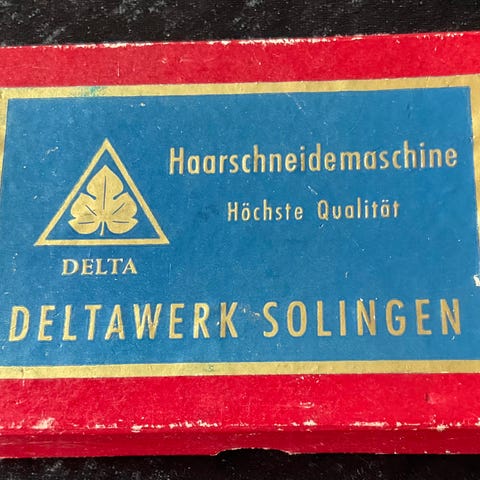 Haarschneidemaschine
Höchste Qualität
DELTA
DELTAWERK SOLINGEN